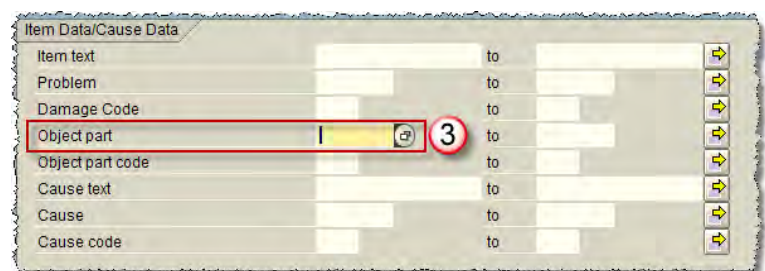 Item Data/Cause Data
Item text to
Problem to
Damage Code to
Object part 3 to
Object part code to
Cause text to
Cause to
Cause code to